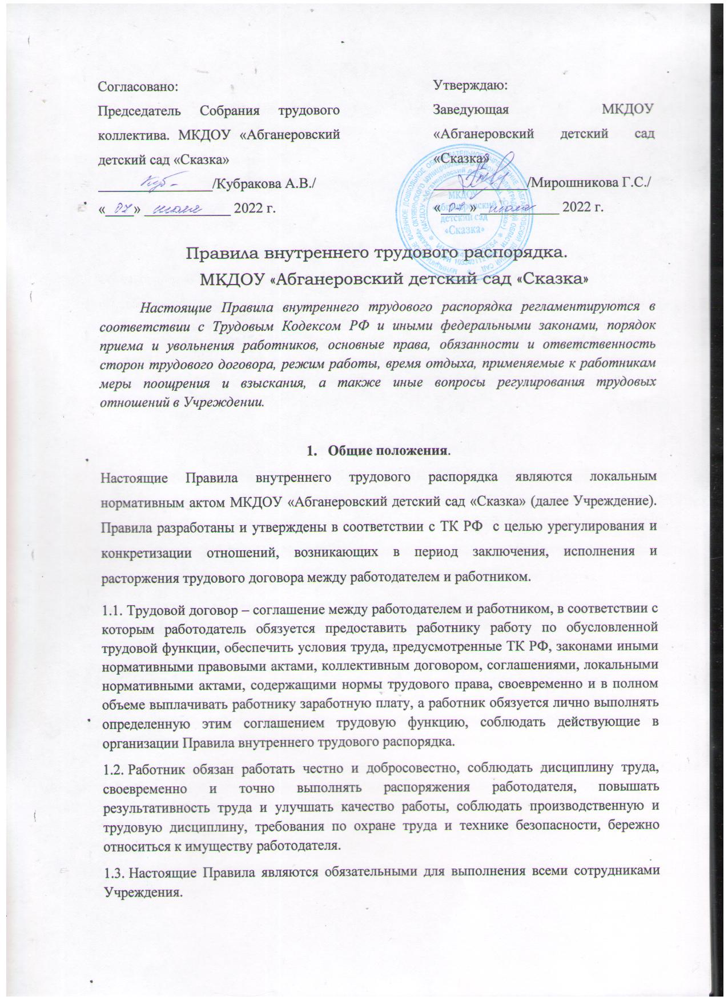 Согласовано:
Председатель Собрания трудового
коллектива. МКДОУ «Абганеровский
детский сад «Сказка»
/Кубракова А.В./
«07» июля 2022 г.
Утверждаю:
Заведующая МКДОУ
«Абганеровский детский сад
«Сказка»
/Мирошникова Г.С./
«07» июля 2022 г.
МКДОУ
«Абганеровский
детский сад
«Сказка»
Правила внутреннего трудового распорядка.
МКДОУ «Абганеровский детский сад «Сказка»
Настоящие Правила внутреннего трудового распорядка регламентируются в
соответствии с Трудовым Кодексом РФ и иными федеральными законами, порядок
приема и увольнения работников, основные права, обязанности и ответственность
сторон трудового договора, режим работы, время отдыха, применяемые к работникам
меры поощрения и взыскания, а также иные вопросы регулирования трудовых
отношений в Учреждении.
1. Общие положения.
Настоящие Правила внутреннего трудового распорядка являются локальным
нормативным актом МКДОУ «Абганеровский детский сад «Сказка» (далее Учреждение).
Правила разработаны и утверждены в соответствии с ТК РФ с целью урегулирования и
конкретизации отношений, возникающих в период заключения, исполнения и
расторжения трудового договора между работодателем и работником.
1.1. Трудовой договор – соглашение между работодателем и работником, в соответствии с
которым работодатель обязуется предоставить работнику работу по обусловленной
трудовой функции, обеспечить условия труда, предусмотренные ТК РФ, законами иными
нормативными правовыми актами, коллективным договором, соглашениями, локальными
нормативными актами, содержащими нормы трудового права, своевременно и в полном
объеме выплачивать работнику заработную плату, а работник обязуется лично выполнять
определенную этим соглашением трудовую функцию, соблюдать действующие в
организации Правила внутреннего трудового распорядка.
1.2. Работник обязан работать честно и добросовестно, соблюдать дисциплину труда,
своевременно и точно выполнять распоряжения работодателя, повышать
результативность труда и улучшать качество работы, соблюдать производственную и
трудовую дисциплину, требования по охране труда и технике безопасности, бережно
относиться к имуществу работодателя.
1.3. Настоящие Правила являются обязательными для выполнения всеми сотрудниками
Учреждения.